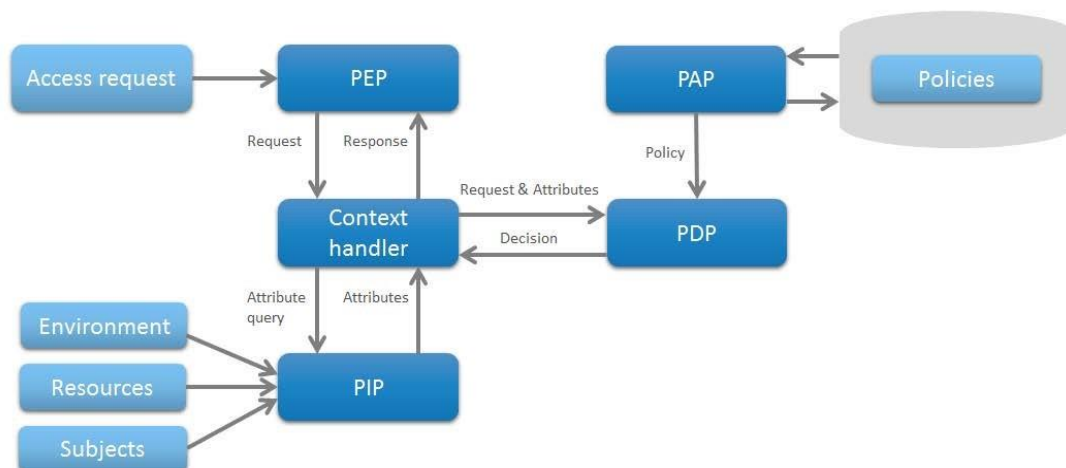 Access request
PEP
PAP
Policies
Request
Response
Policy
Request & Attributes
Context
handler
PDP
Decision
Attribute
query
Attributes
Environment
Resources
PIP
Subjects